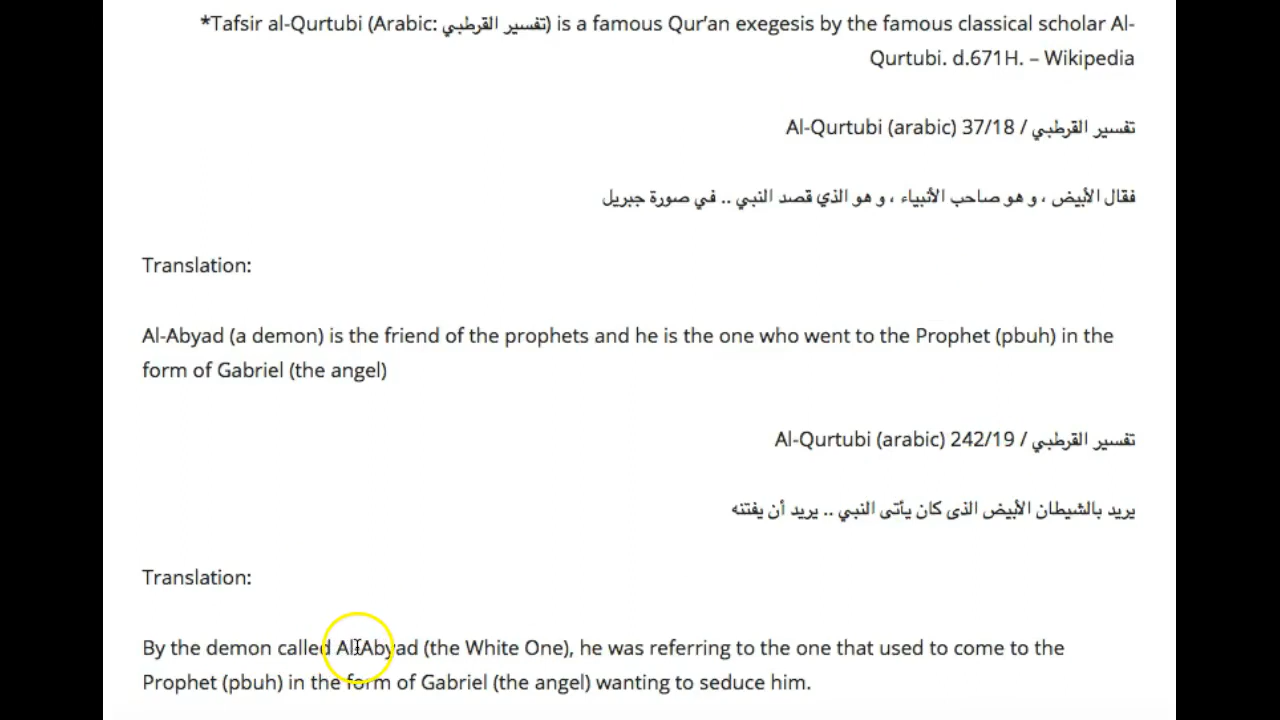 *Tafsir al-Qurtubi (Arabic: تفسير القرطبي) is a famous Qur’an exegesis by the famous classical scholar Al-
Qurtubi. d.671H. – Wikipedia
Al-Qurtubi (arabic) 37/18 / تفسير القرطبي
فقال الأبيض ، و هو صاحب الأنبياء ، و هو الذي قصد النبي .. في صورة جبريل
Translation:
Al-Abyad (a demon) is the friend of the prophets and he is the one who went to the Prophet (pbuh) in the
form of Gabriel (the angel)
Al-Qurtubi (arabic) 242/19 / تفسير القرطبي
يريد بالشيطان الأبيض الذى كان يأتى النبي .. يريد أن يفتنه
Translation:
By the demon called Al-Abyad (the White One), he was referring to the one that used to come to the
Prophet (pbuh) in the form of Gabriel (the angel) wanting to seduce him.